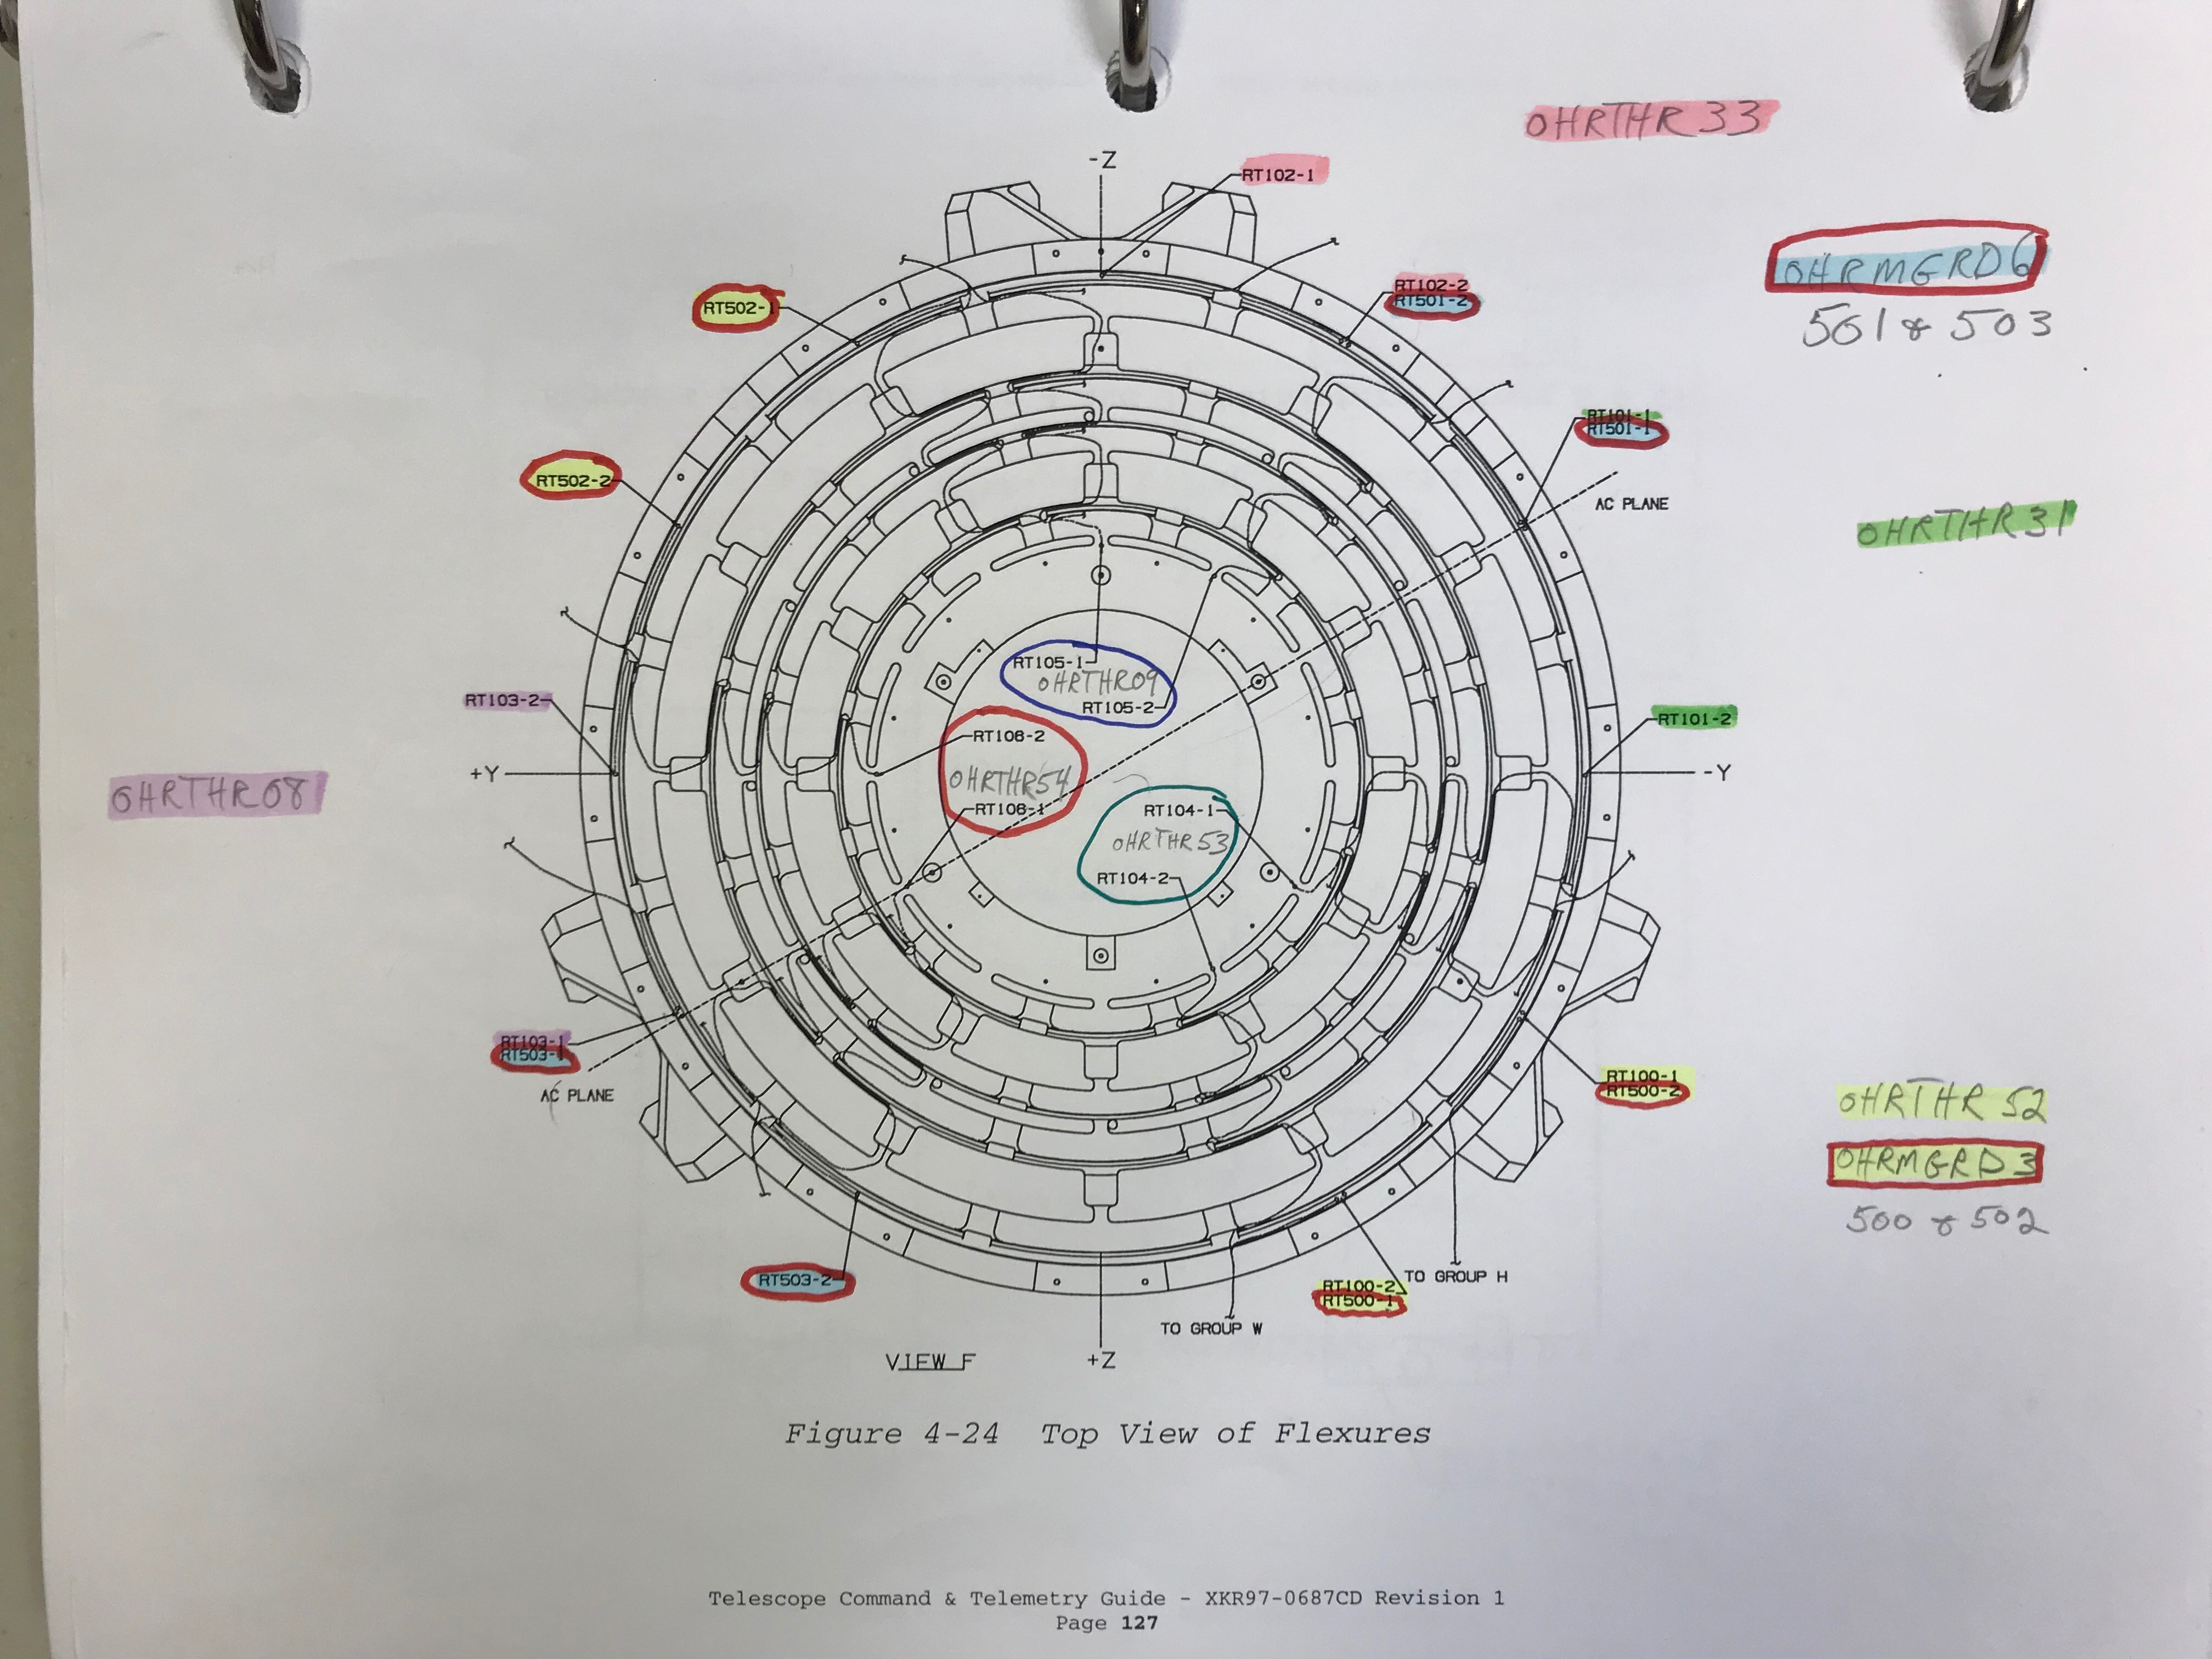 OHRTHR33
OHRMGRD6
501 & 503
-Z
RT102-1
RT502-1
RT102-2
RT501-2
RT502-2
RT101-1
RT501-1
AC PLANE
OHRTHR31
RT103-2
RT105-1
OHRTHR09
RT105-2
RT101-2
OHRTHR08
+Y
RT108-2
OHRTHR54
RT108-1
-Y
RT104-1
OHRTHR53
RT104-2
RT103-1
RT503-1
AC PLANE
RT100-1
RT500-2
OHRTHR52
OHRMGRD3
500 & 502
RT503-2
RT100-2
RT500-1
TO GROUP H
TO GROUP W
+Z
VIEW F
Figure 4-24 Top View of Flexures
Telescope Command & Telemetry Guide - XKR97-0687CD Revision 1
Page 127